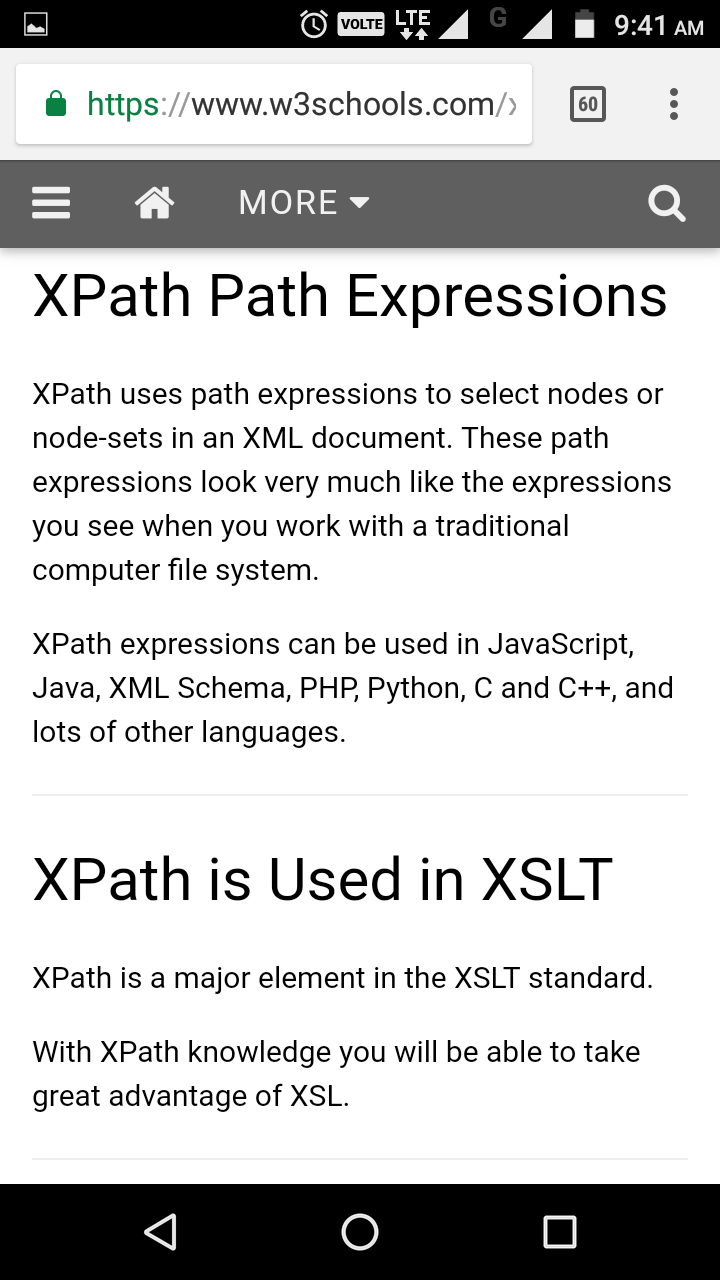 VOLTE LTE G 9:41 AM
https://www.w3schools.com/x
60
MORE
XPath Path Expressions
XPath uses path expressions to select nodes or
node-sets in an XML document. These path
expressions look very much like the expressions
you see when you work with a traditional
computer file system.
XPath expressions can be used in JavaScript,
Java, XML Schema, PHP, Python, C and C++, and
lots of other languages.
XPath is Used in XSLT
XPath is a major element in the XSLT standard.
With XPath knowledge you will be able to take
great advantage of XSL.